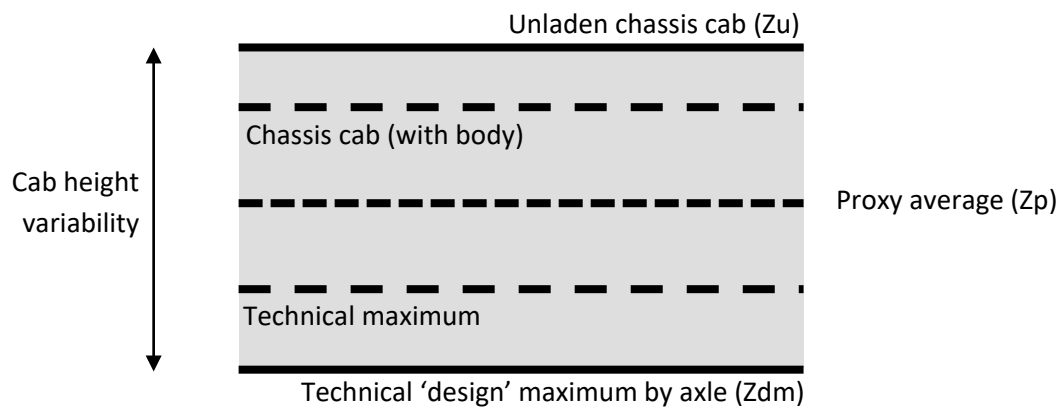 Unladen chassis cab (Zu)
Chassis cab (with body)
Cab height
variability
Proxy average (Zp)
Technical maximum
Technical ‘design’ maximum by axle (Zdm)